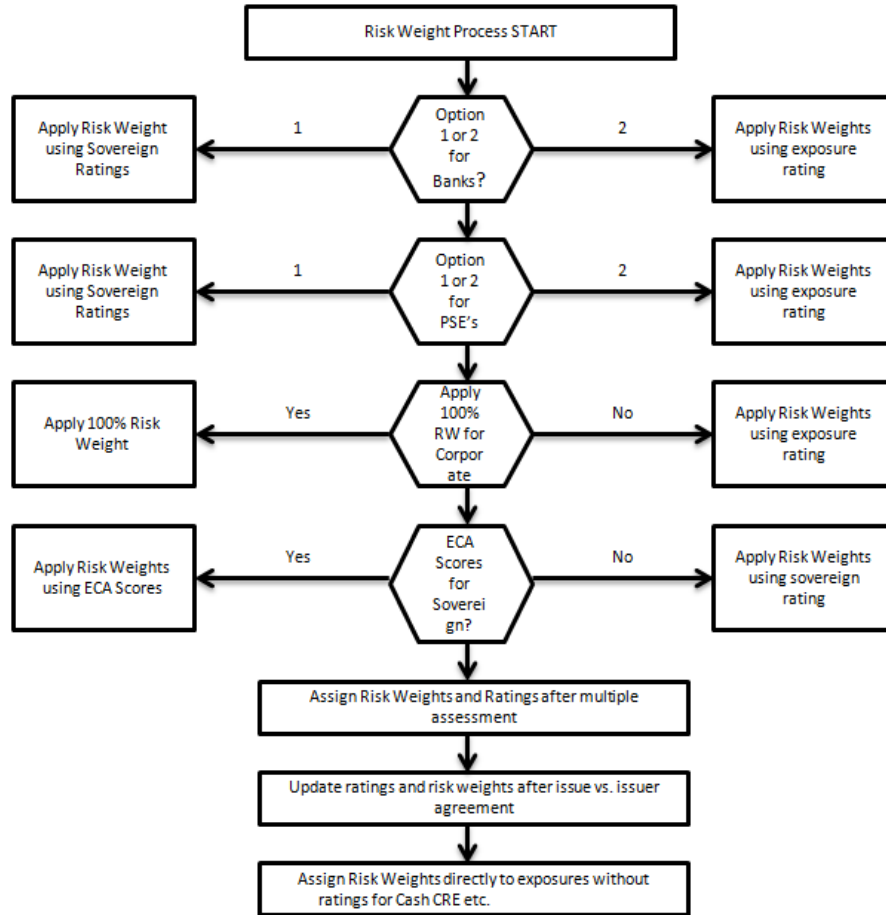 Risk Weight Process START
Apply Risk Weight
using Sovereign
Ratings
1
Option
1 or 2
for
Banks?
2
Apply Risk Weights
using exposure
rating
Apply Risk Weight
using Sovereign
Ratings
1
Option
1 or 2
for
PSE's
2
Apply Risk Weights
using exposure
rating
Apply 100% Risk
Weight
Yes
Apply
100%
RW for
Corpor
ate
No
Apply Risk Weights
using exposure
rating
Apply Risk Weights
using ECA Scores
Yes
ECA
Scores
for
Soverei
gn?
No
Apply Risk Weights
using sovereign
rating
Assign Risk Weights and Ratings after multiple
assessment
Update ratings and risk weights after issue vs. issuer
agreement
Assign Risk Weights directly to exposures without
ratings for Cash CRE etc.